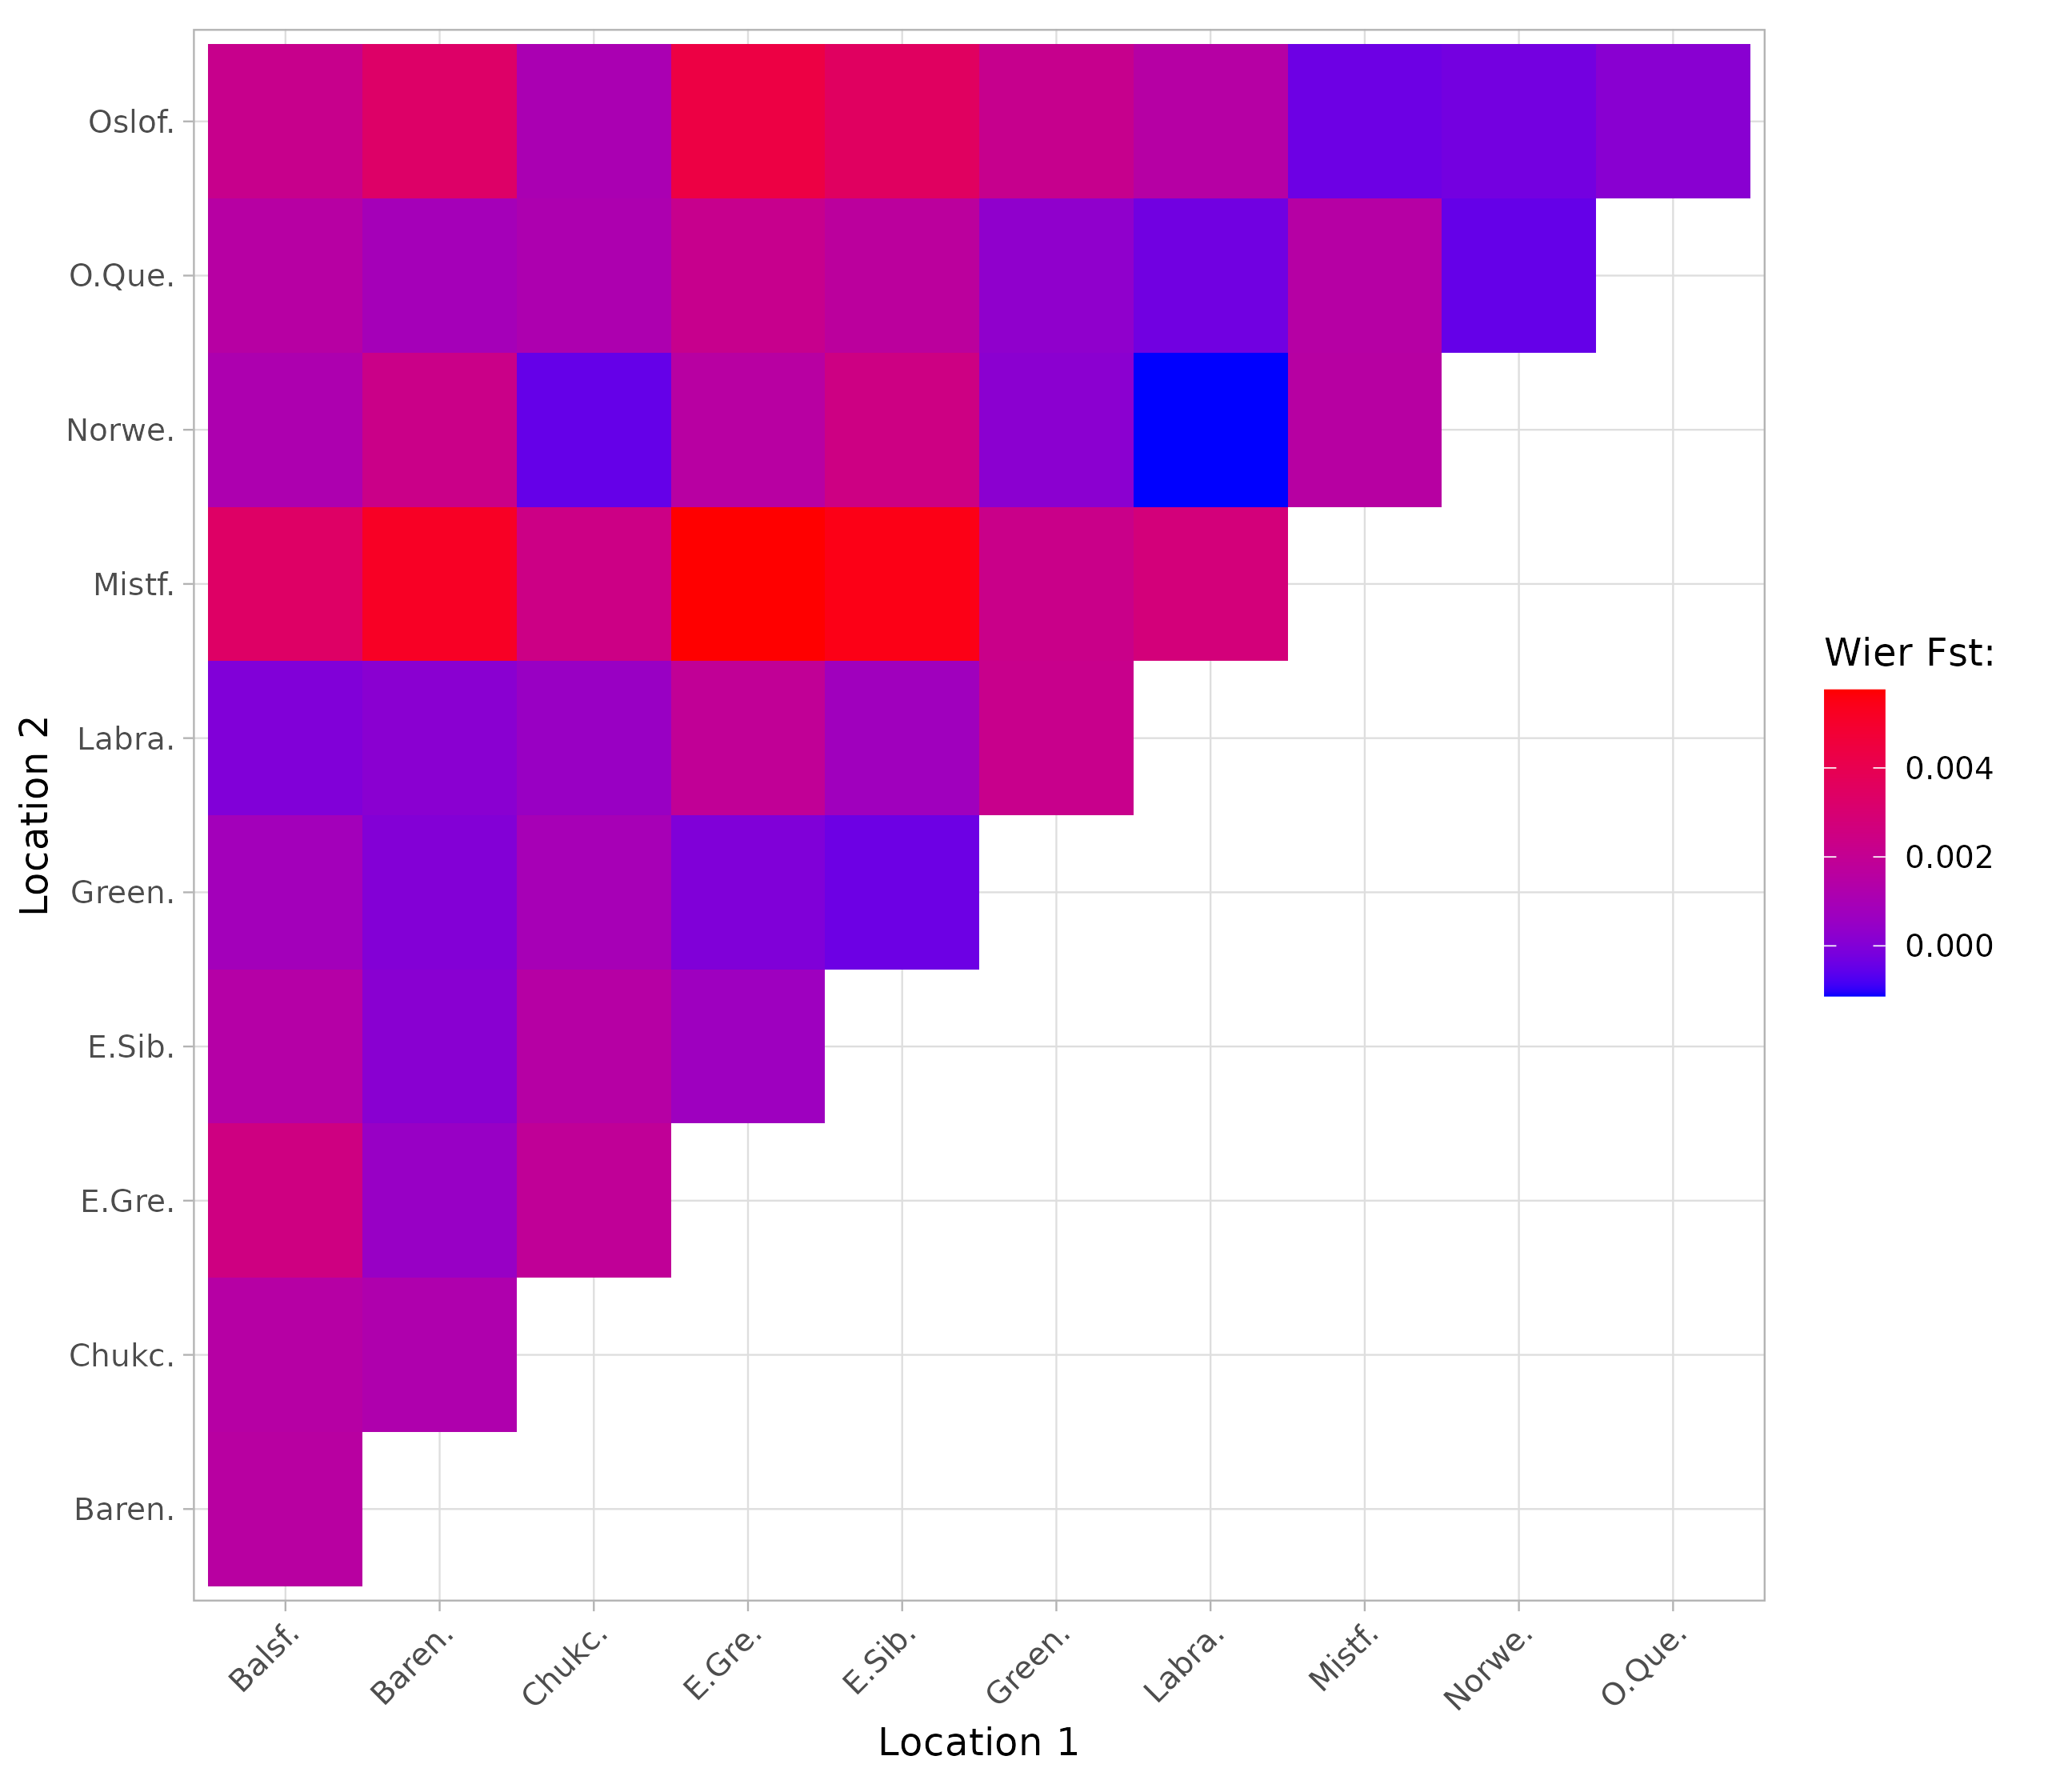 Oslof.
O.Que.
Norwe.
Mistf.
Labra.
Green.
E.Sib.
E.Gre.
Chukc.
Baren.
Location 2
Balsf.
Baren.
Chukc.
E.Gre.
E.Sib.
Green.
Labra.
Mistf.
Norwe.
O.Que.
Location 1
Wier Fst:
0.004
0.002
0.000